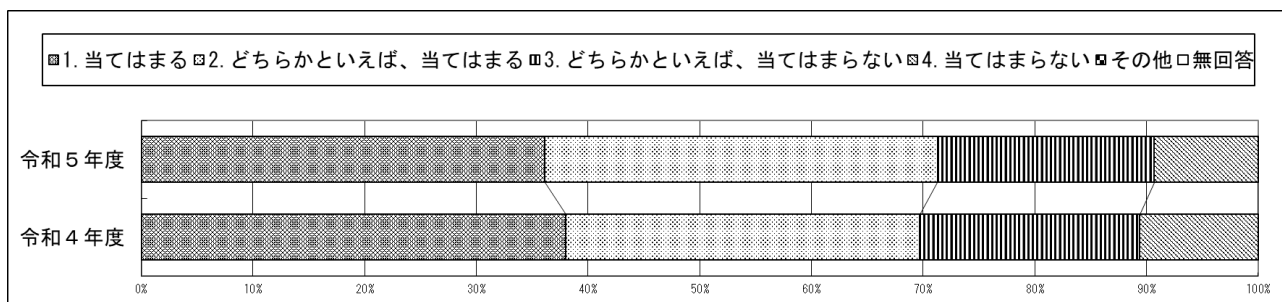 1.当てはまる 2.どちらかといえば、当てはまる 3.どちらかといえば、当てはまらない 4.当てはまらない その他 無回答
令和５年度
令和４年度
0% 10% 20% 30% 40% 50% 60% 70% 80% 90% 100%